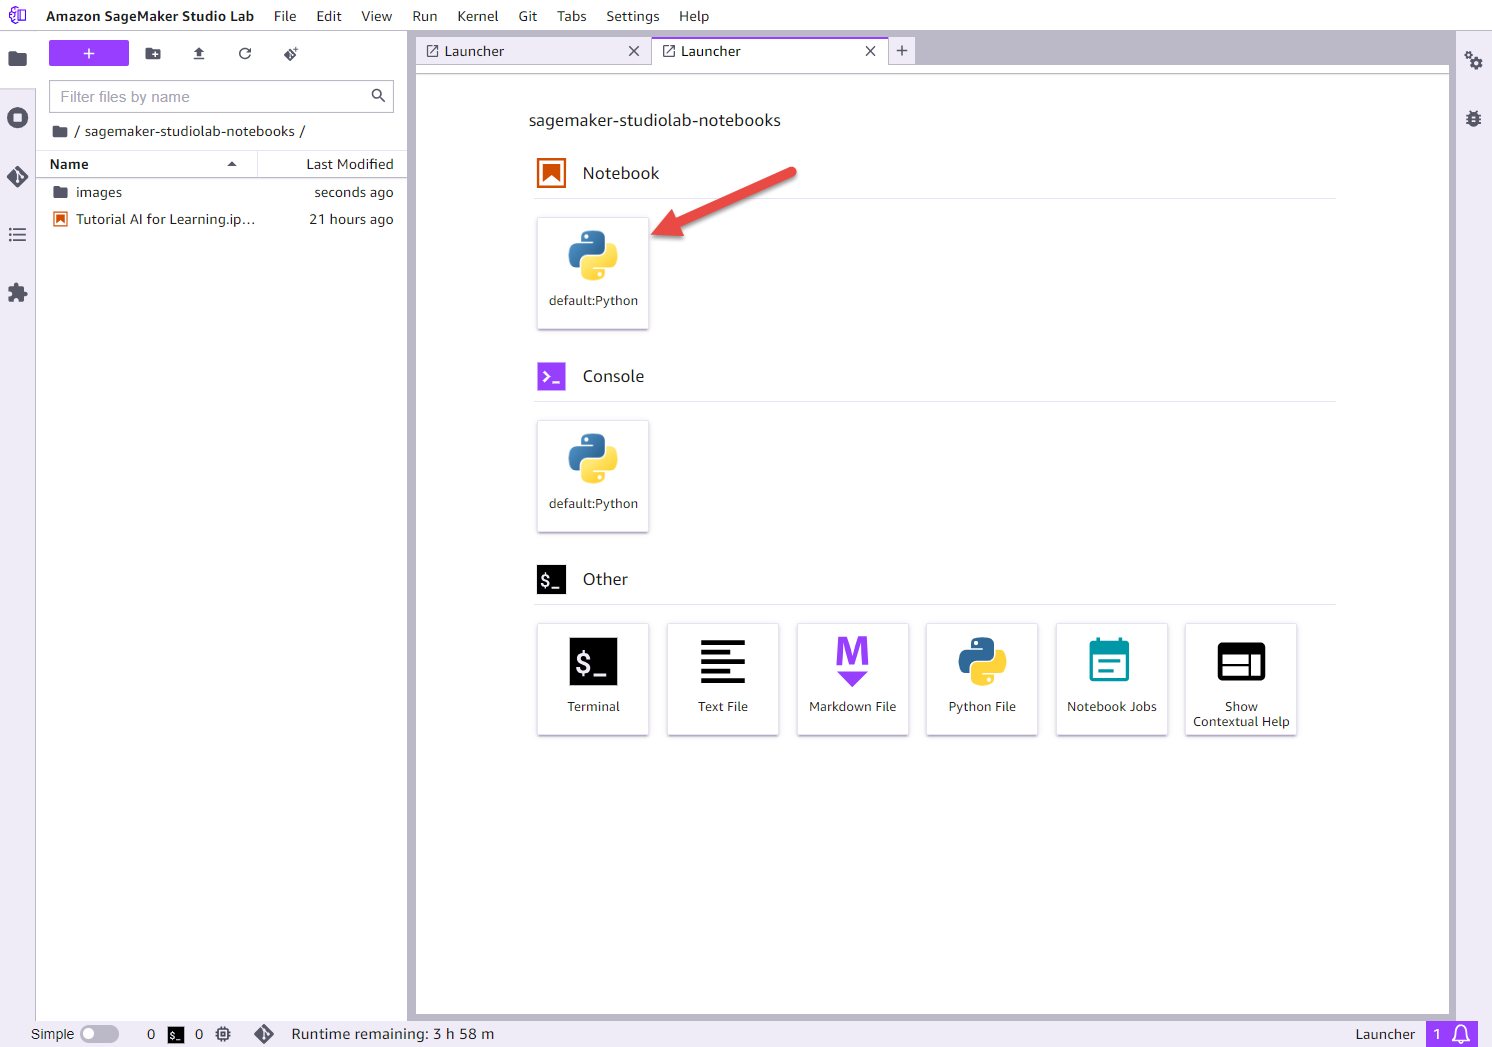 Amazon SageMaker Studio Lab File Edit View Run Kernel Git Tabs Settings Help
Launcher
Launcher
Filter files by name
/ sagemaker-studiolab-notebooks /
Name Last Modified
images seconds ago
Tutorial AI for Learning.ip... 21 hours ago
sagemaker-studiolab-notebooks
Notebook
default:Python
Console
default:Python
$_ Other
$_
Terminal
Text File
M
Markdown File
Python File
Notebook Jobs
Show
Contextual Help
Simple 0 $_ 0 Runtime remaining: 3 h 58 m Launcher 1